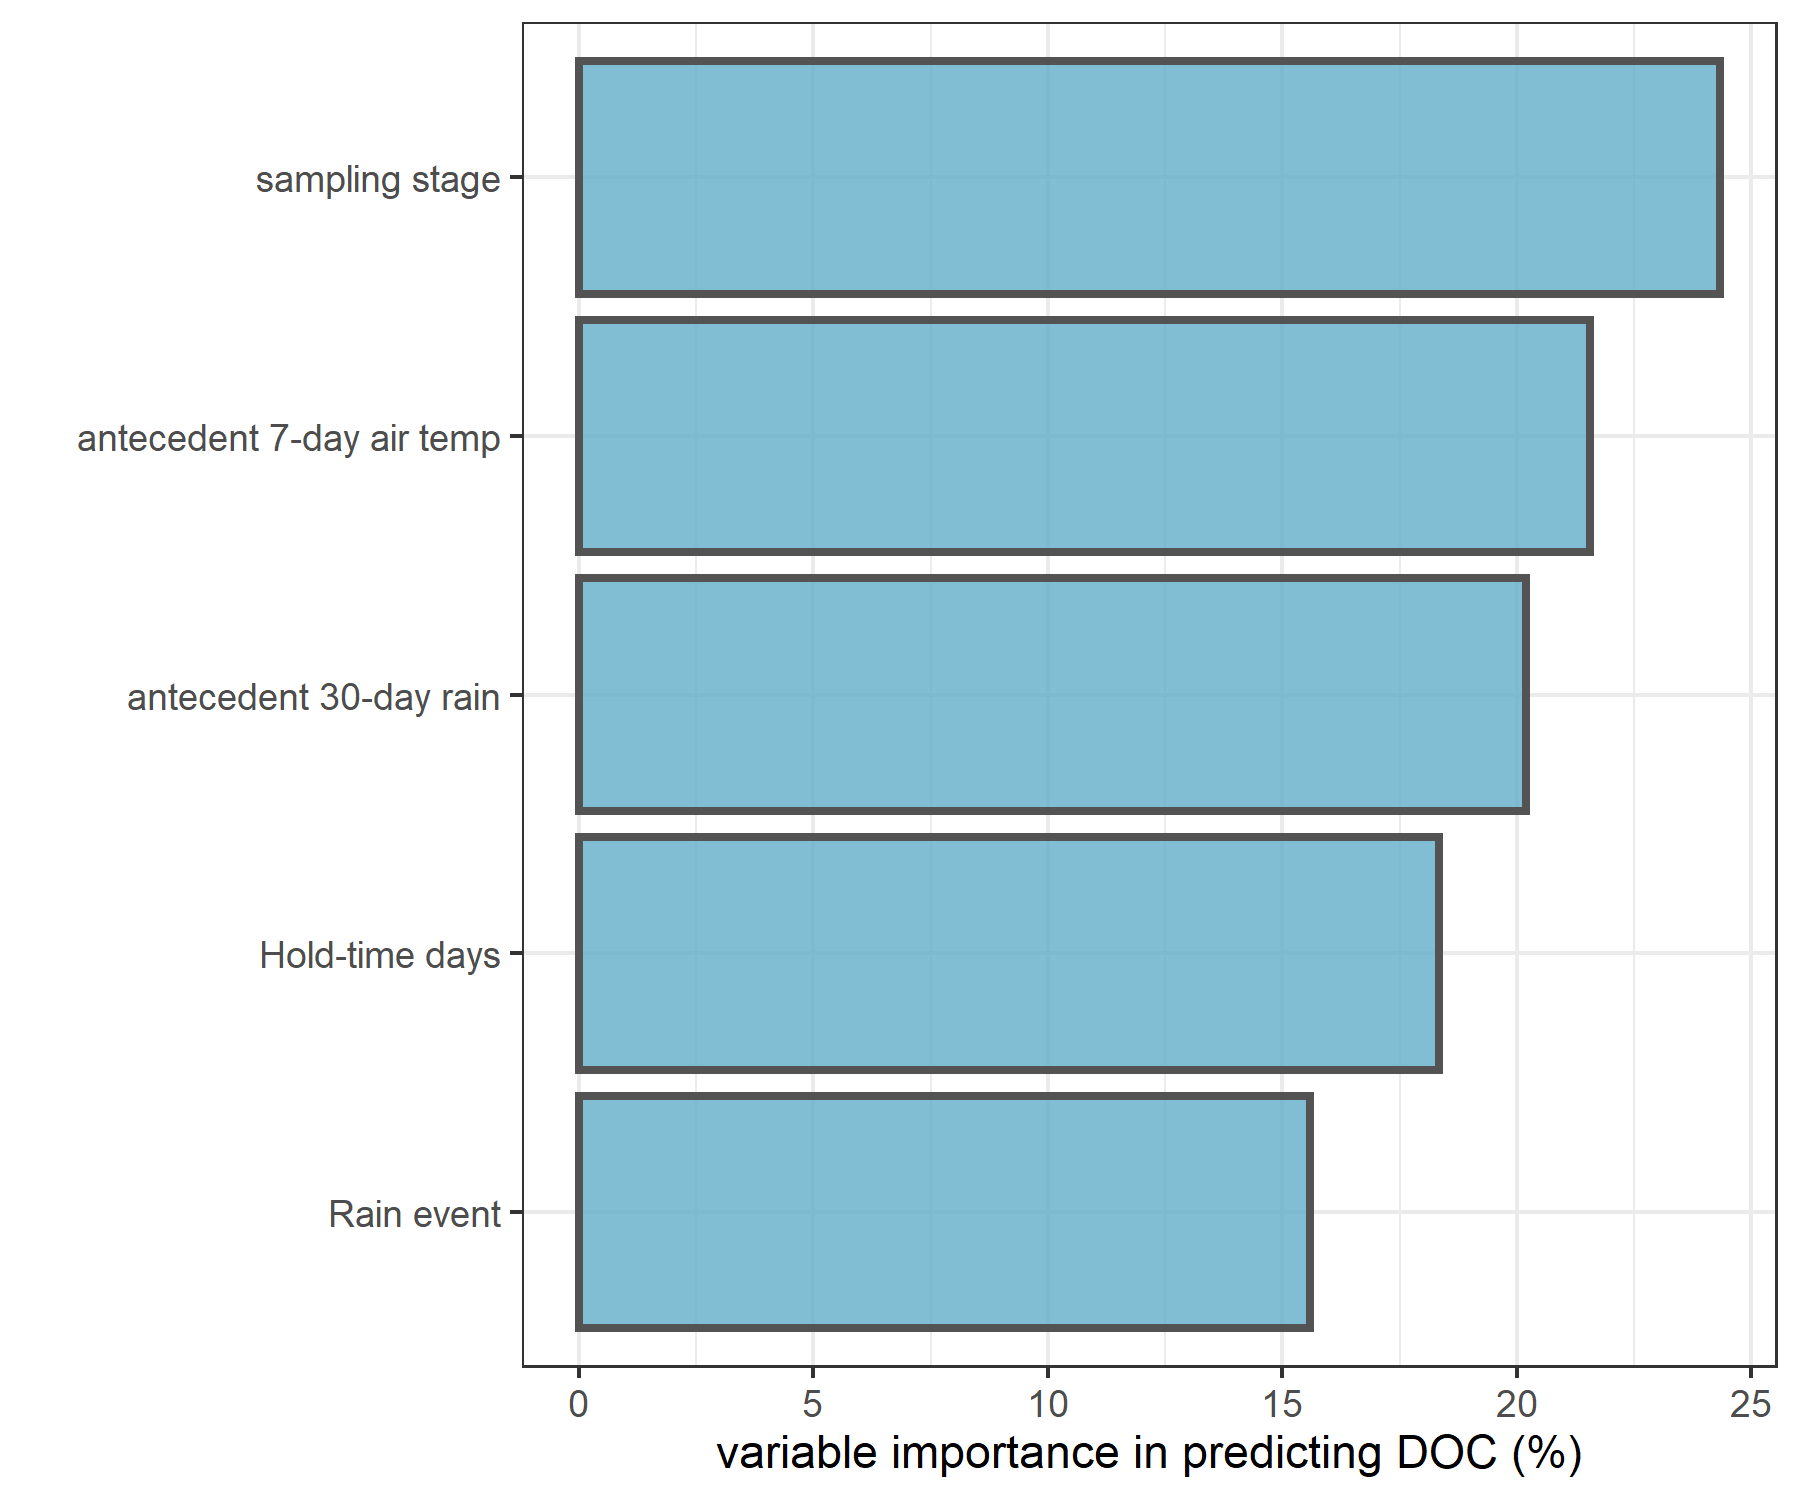 sampling stage
antecedent 7-day air temp
antecedent 30-day rain
Hold-time days
Rain event
0 5 10 15 20 25
variable importance in predicting DOC (%)